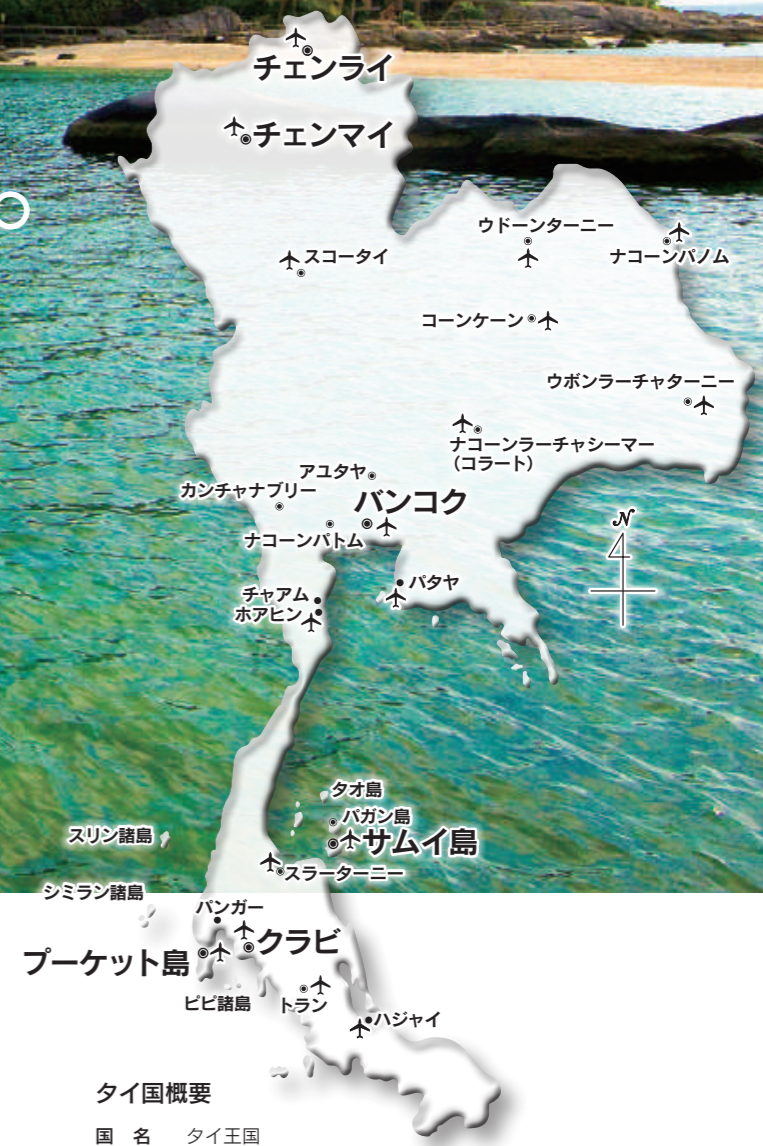 チェンライ
チェンマイ
ウドーンターニー
ナコーンパノム
スコータイ
コーンケーン
ウボンラーチャターニー
ナコーンラーチャシーマー
（コラート）
アユタヤ
カンチャナブリー
バンコク
ナコーンパトム
N
パタヤ
チャアム
ホアヒン
タオ島
パガン島
サムイ島
スリン諸島
スラーターニー
シミラン諸島
パンガー
クラビ
プーケット島
ピピ諸島
トラン
ハジャイ
タイ国概要
国　名　タイ王国